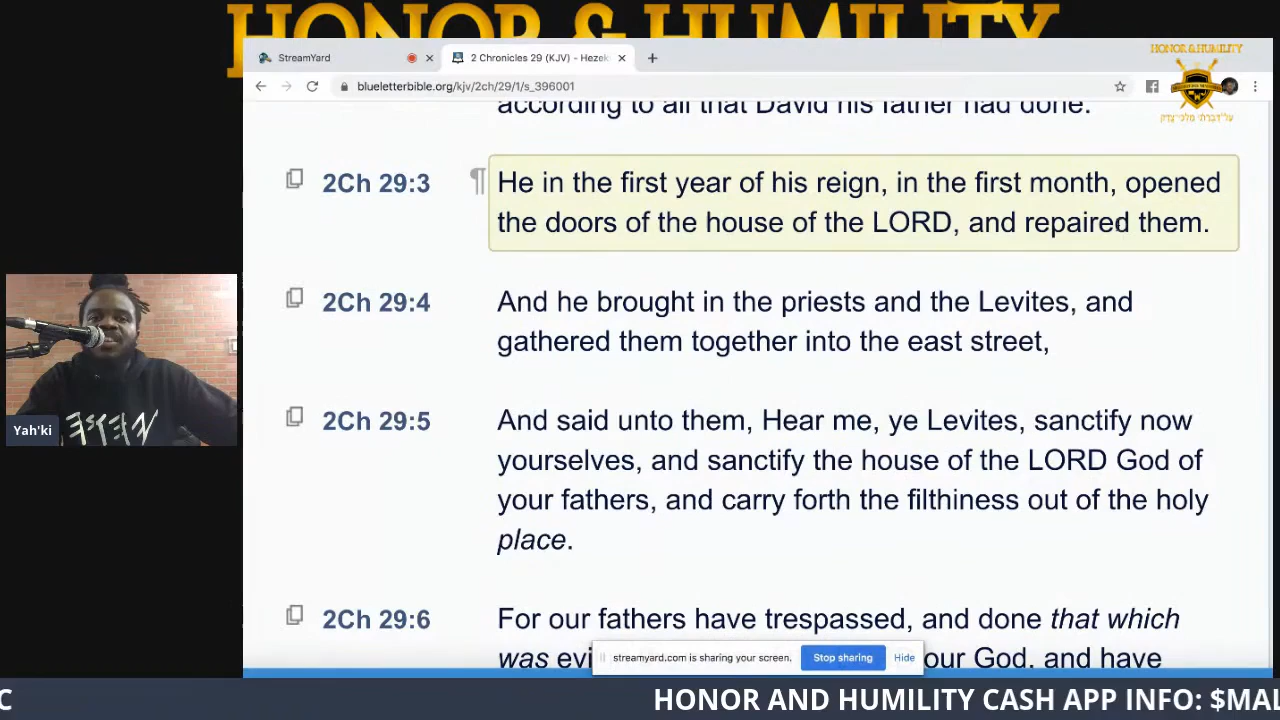 HONOR & HUMILITY
StreamYard
2 Chronicles 29 (KJV) - Hezek
blueletterbible.org/kjv/2ch/29/1/s_396001
HONOR & HUMILITY
according to all that David his father had done.
2Ch 29:3 ¶ He in the first year of his reign, in the first month, opened
the doors of the house of the LORD, and repaired them.
2Ch 29:4 And he brought in the priests and the Levites, and
gathered them together into the east street,
2Ch 29:5 And said unto them, Hear me, ye Levites, sanctify now
yourselves, and sanctify the house of the LORD God of
your fathers, and carry forth the filthiness out of the holy
place.
2Ch 29:6 For our fathers have trespassed, and done that which
was evi our God, and have
Yah'ki
streamyard.com is sharing your screen. Stop sharing Hide
C HONOR AND HUMILITY CASH APP INFO: $MAL